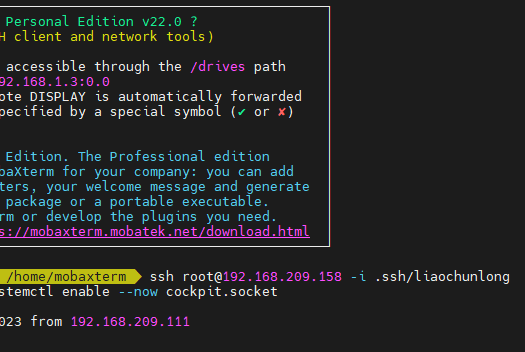 Personal Edition v22.0 ?
H client and network tools)
accessible through the /drives path
92.168.1.3:0.0
ote DISPLAY is automatically forwarded
pecified by a special symbol (✔ or ✘)
Edition. The Professional edition
obaXterm for your company: you can add
ters, your welcome message and generate
package or a portable executable.
rm or develop the plugins you need.
s://mobaxterm.mobatek.net/download.html
/home/mobaxterm ssh root@192.168.209.158 -i .ssh/liaochunlong
stemctl enable --now cockpit.socket
023 from 192.168.209.111